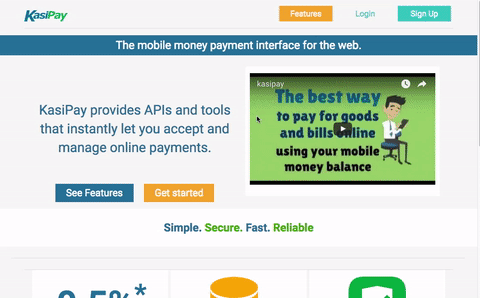 KasiPay
Features
Login
Sign Up
The mobile money payment interface for the web.
kasipay
The best way
to pay for goods
and bills online
using your mobile
money balance
KasiPay provides APIs and tools
that instantly let you accept and
manage online payments.
See Features
Get started
Simple. Secure. Fast. Reliable